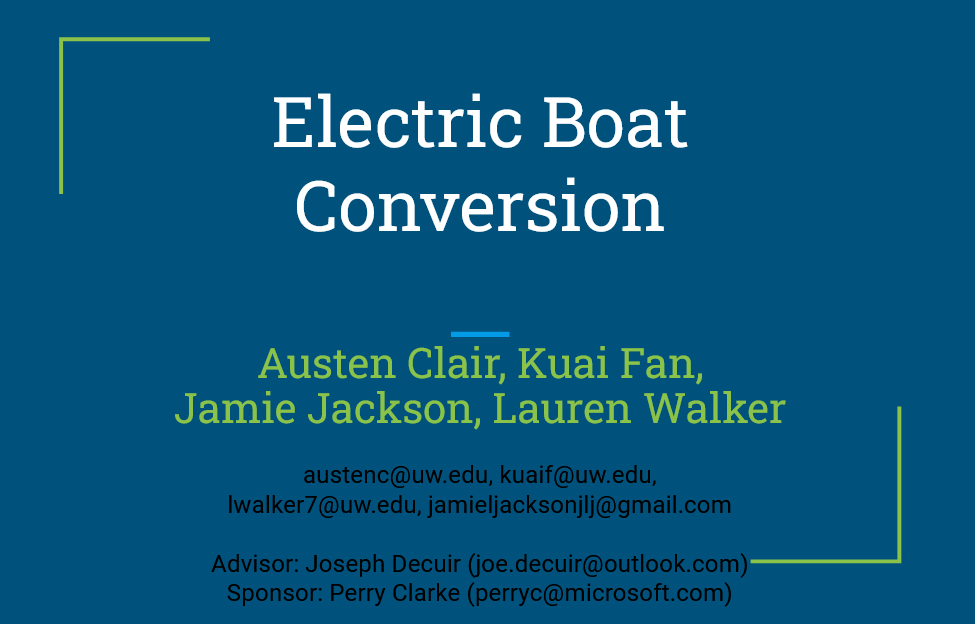 Electric Boat
Conversion
Austen Clair, Kuai Fan,
Jamie Jackson, Lauren Walker
austenc@uw.edu, kuaif@uw.edu,
lwalker7@uw.edu, jamieljacksonjlj@gmail.com
Advisor: Joseph Decuir (joe.decuir@outlook.com)
Sponsor: Perry Clarke (perryc@microsoft.com)